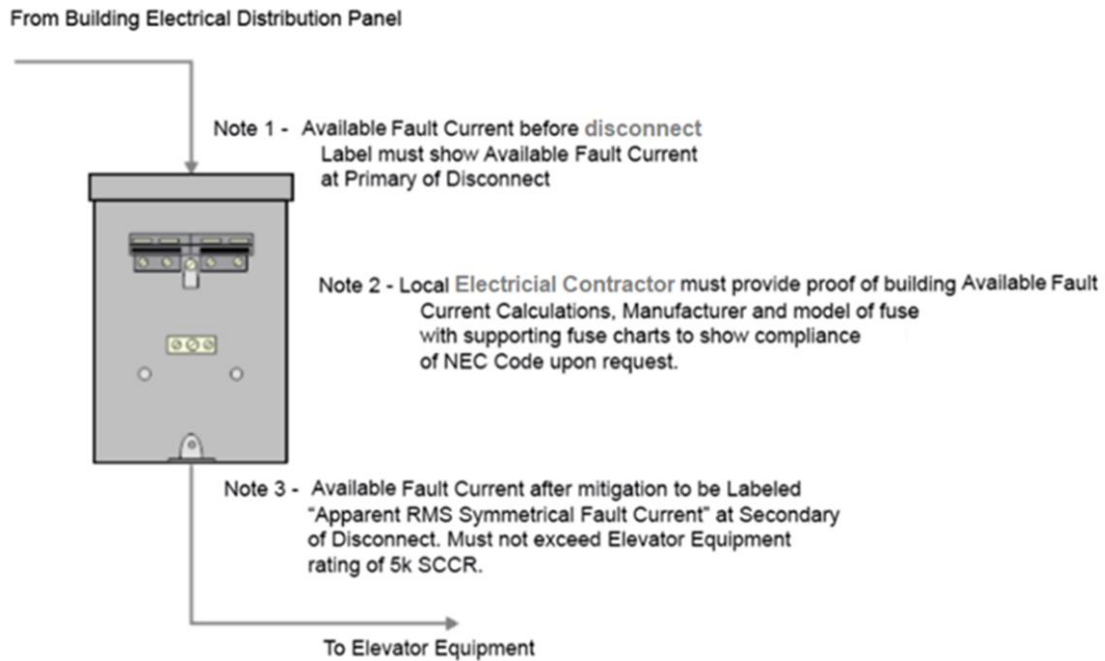 From Building Electrical Distribution Panel
Note 1 - Available Fault Current before disconnect
Label must show Available Fault Current
at Primary of Disconnect
Note 2 - Local Electricial Contractor must provide proof of building Available Fault
Current Calculations, Manufacturer and model of fuse
with supporting fuse charts to show compliance
of NEC Code upon request.
Note 3 - Available Fault Current after mitigation to be Labeled
"Apparent RMS Symmetrical Fault Current" at Secondary
of Disconnect. Must not exceed Elevator Equipment
rating of 5k SCCR.
To Elevator Equipment